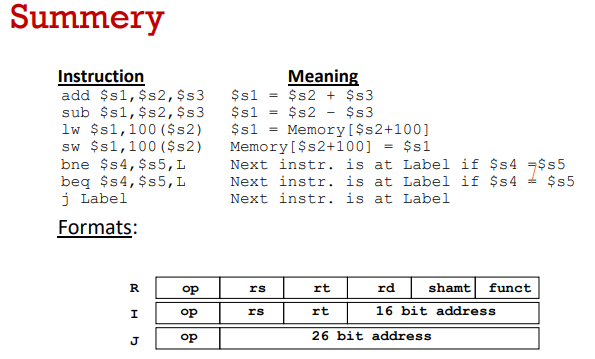 Summery
Instruction Meaning
add $s1,$s2,$s3 $s1 = $s2 + $s3
sub $s1,$s2,$s3 $s1 = $s2 - $s3
lw $s1,100($s2) $s1 = Memory[$s2+100]
sw $s1,100($s2) Memory[$s2+100] = $s1
bne $s4,$s5,L Next instr. is at Label if $s4 ≠ $s5
beq $s4,$s5,L Next instr. is at Label if $s4 = $s5
j Label Next instr. is at Label
Formats:
R op rs rt rd shamt funct
I op rs rt 16 bit address
J op 26 bit address